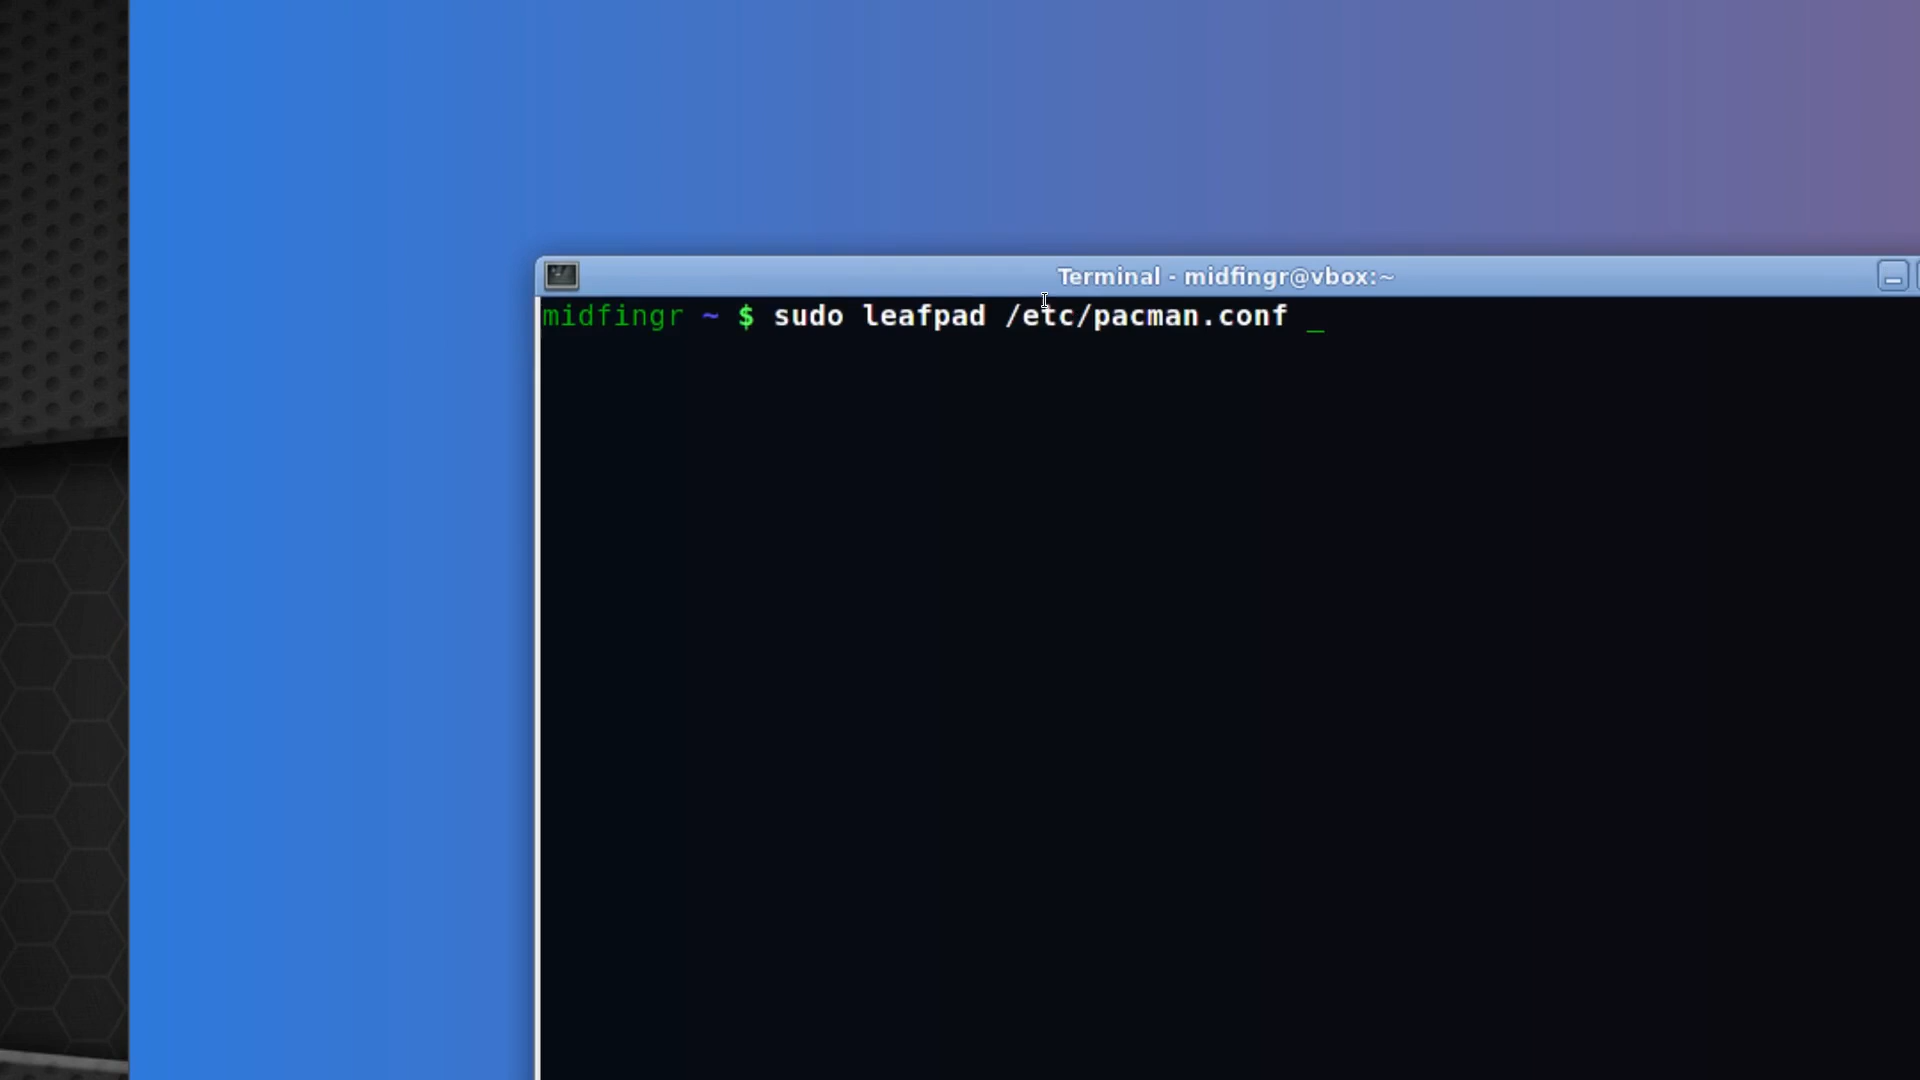 Terminal - midfingr@vbox:~
midfingr ~ $ sudo leafpad /etc/pacman.conf _